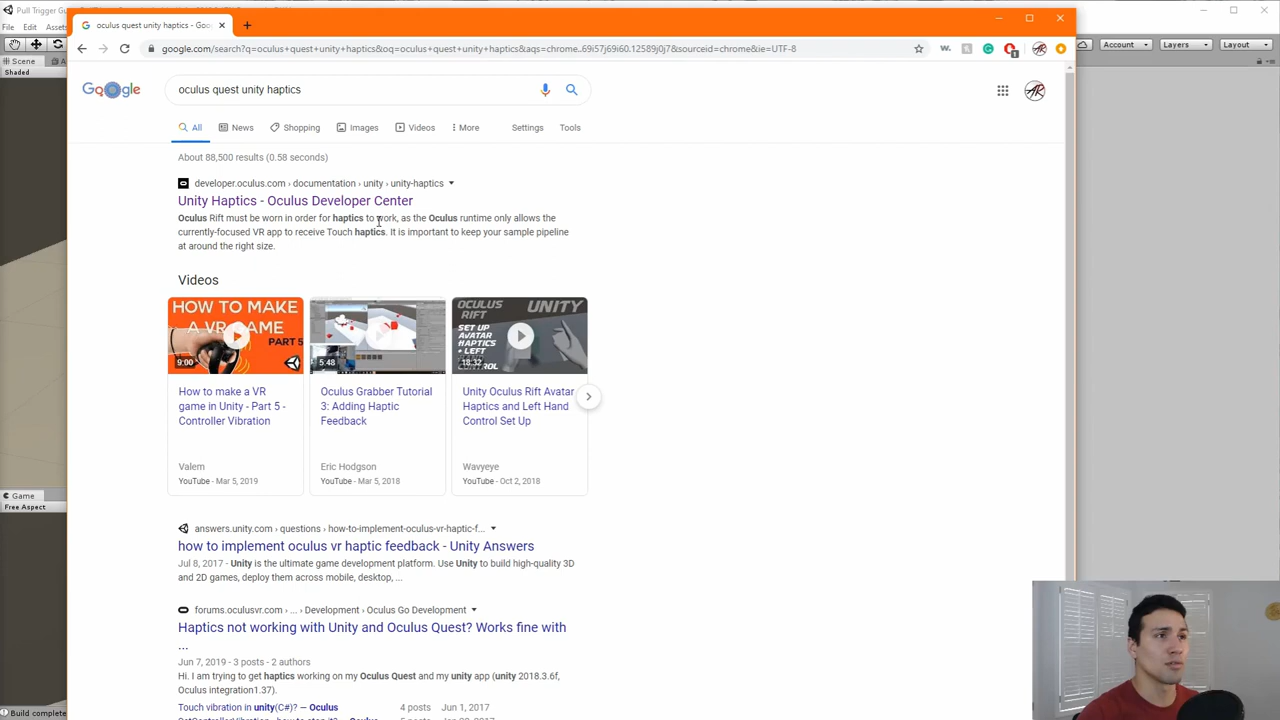 Pull Trigger Gu
oculus quest unity haptics - Goo
File Edit Assets
google.com/search?q=oculus+quest+unity+haptics&oq=oculus+quest+unity+haptics&aqs=chrome..69i57j69i60.12589j0j7&sourceid=chrome&ie=UTF-8
Account
Layers
Layout
Scene
Shaded
Google
oculus quest unity haptics
All
News
Shopping
Images
Videos
More
Settings
Tools
About 88,500 results (0.58 seconds)
developer.oculus.com › documentation › unity › unity-haptics
Unity Haptics - Oculus Developer Center
Oculus Rift must be worn in order for haptics to work, as the Oculus runtime only allows the
currently-focused VR app to receive Touch haptics. It is important to keep your sample pipeline
at around the right size.
Videos
HOW TO MAKE
A VR GAME
PART 5
9:00
5:48
OCULUS
RIFT
UNITY
SET UP
AVATAR
HAPTICS
+ LEFT
CONTROL
18:32
How to make a VR
game in Unity - Part 5 -
Controller Vibration
Valem
YouTube - Mar 5, 2019
Oculus Grabber Tutorial
3: Adding Haptic
Feedback
Eric Hodgson
YouTube - Mar 5, 2018
Unity Oculus Rift Avatar
Haptics and Left Hand
Control Set Up
Wavyeye
YouTube - Oct 2, 2018
Game
Free Aspect
answers.unity.com › questions › how-to-implement-oculus-vr-haptic-f...
how to implement oculus vr haptic feedback - Unity Answers
Jul 8, 2017 - Unity is the ultimate game development platform. Use Unity to build high-quality 3D
and 2D games, deploy them across mobile, desktop, ...
forums.oculusvr.com › ... › Development › Oculus Go Development
Haptics not working with Unity and Oculus Quest? Works fine with
...
Jun 7, 2019 - 3 posts - 2 authors
Hi. I am trying to get haptics working on my Oculus Quest and my unity app (unity 2018.3.6f,
Oculus integration1.37).
Touch vibration in unity(C#)? — Oculus
4 posts
Jun 1, 2017
Build complete